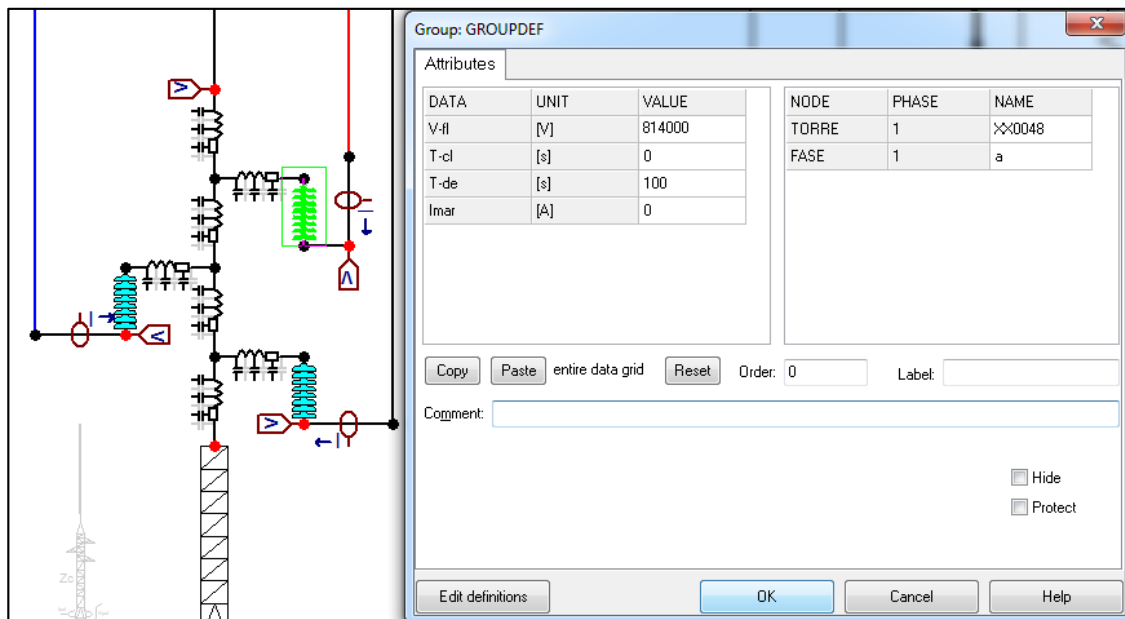 Group: GROUPDEF
x
Attributes
DATA UNIT VALUE
V-fl [V] 814000
T-cl [s] 0
T-de [s] 100
Imar [A] 0
NODE PHASE NAME
TORRE 1 XX0048
FASE 1 a
Copy Paste entire data grid Reset Order: 0 Label:
Comment:
Hide
Protect
Edit definitions OK Cancel Help
V
I
V
I
V
V
I
Zc